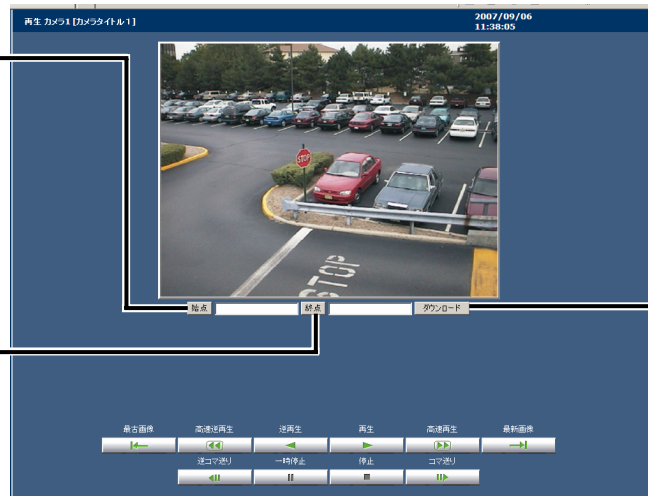 再生 カメラ1 [カメラタイトル1]
2007/09/06
11:38:05
STOP
STOP
始点 終点 ダウンロード
最古画像 高速逆再生 逆再生 再生 高速再生 最新画像
逆コマ送り 一時停止 停止 コマ送り